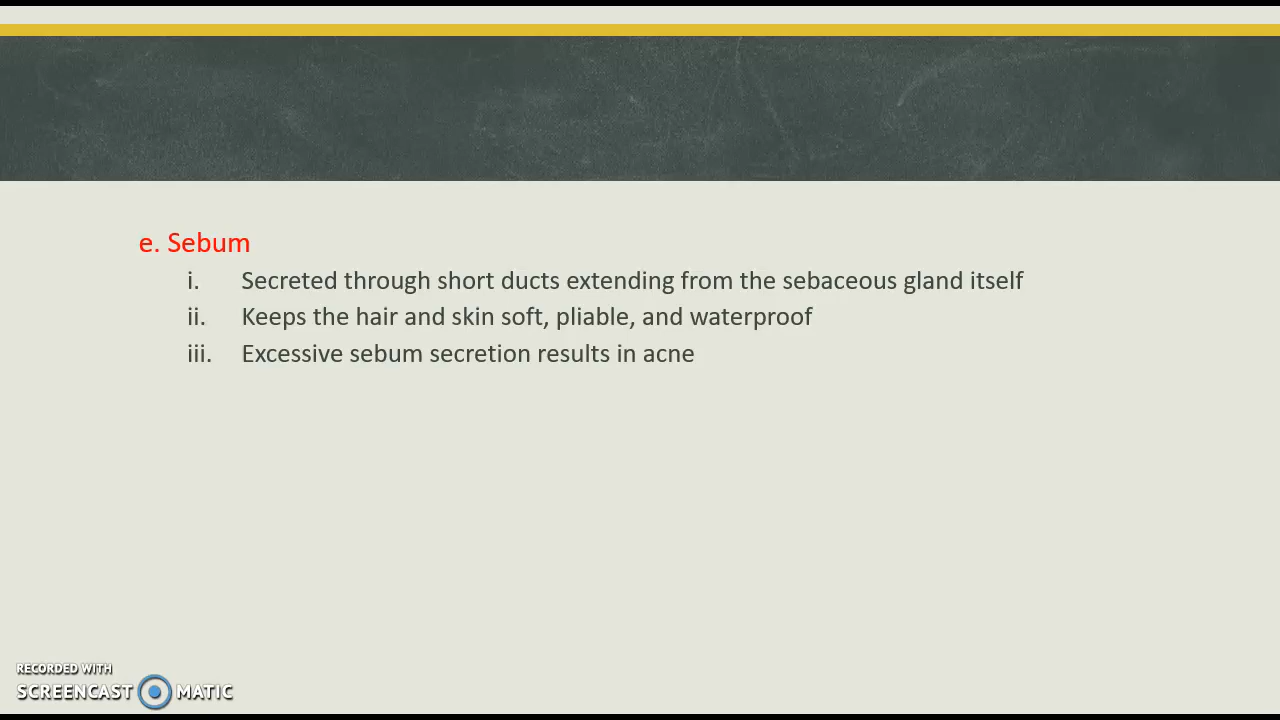 e. Sebum
i. Secreted through short ducts extending from the sebaceous gland itself
ii. Keeps the hair and skin soft, pliable, and waterproof
iii. Excessive sebum secretion results in acne
RECORDED WITH
SCREENCAST MATIC